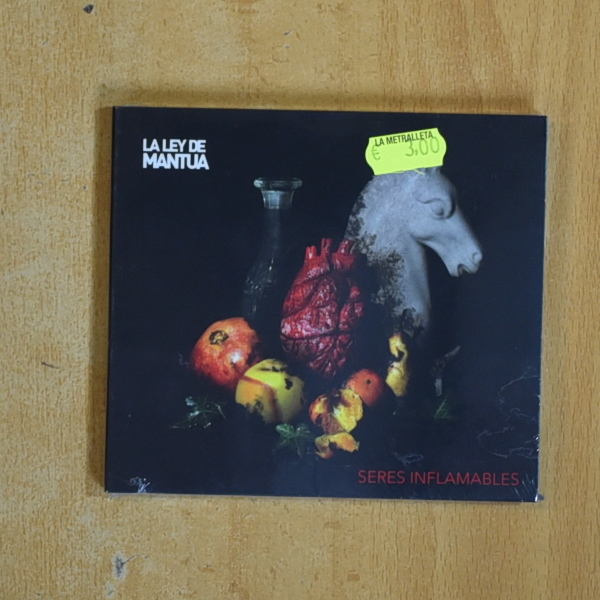 LA LEY DE
MANTUA
LA METRALLETA
€ 3,00
SERES INFLAMABLES